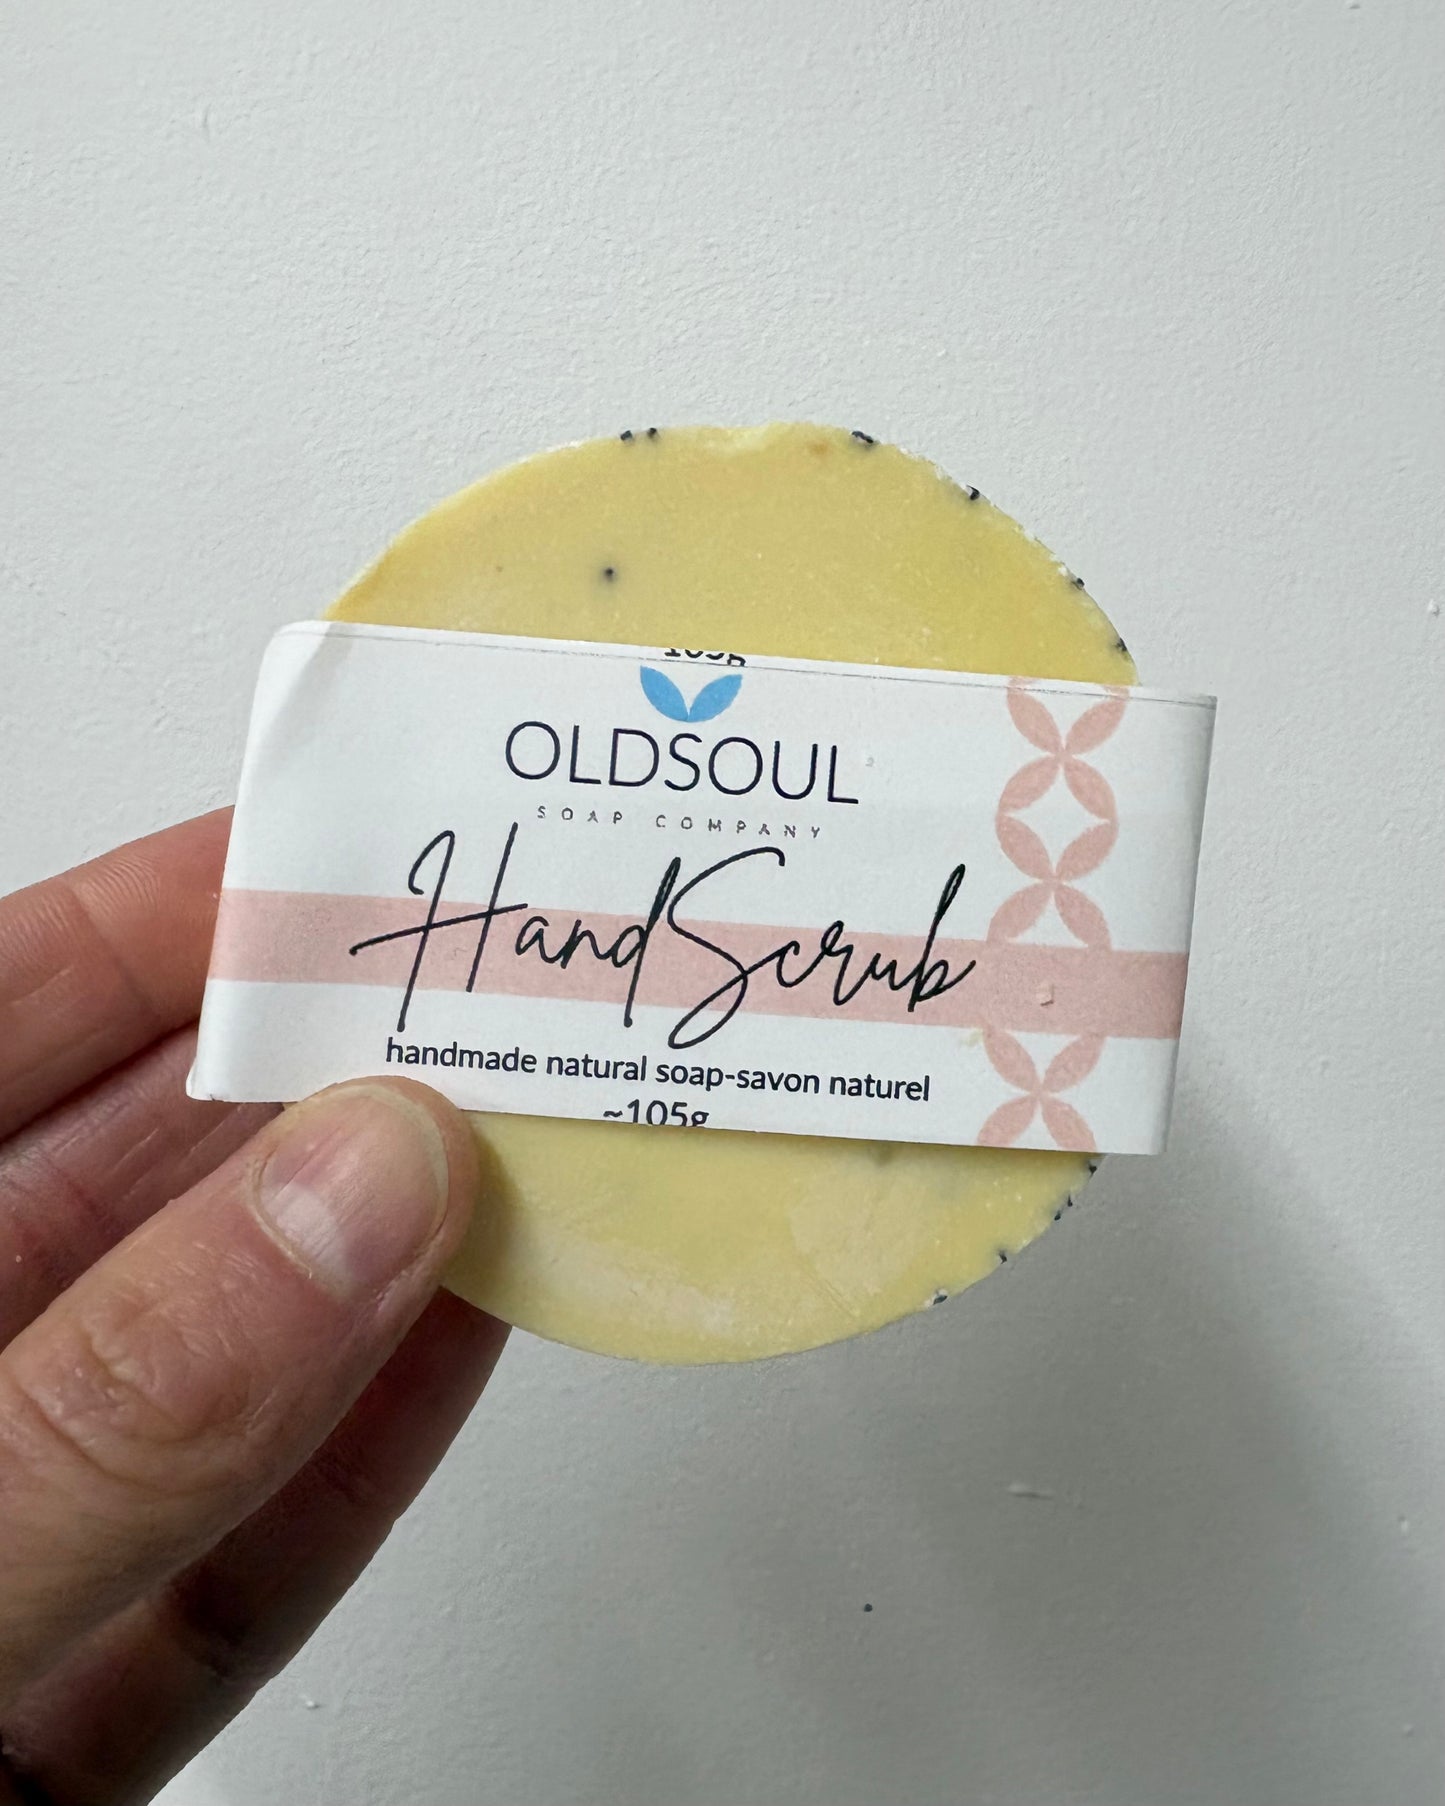 OLDSOUL
SOAP COMPANY
HandScrub
handmade natural soap-savon naturel
~105g